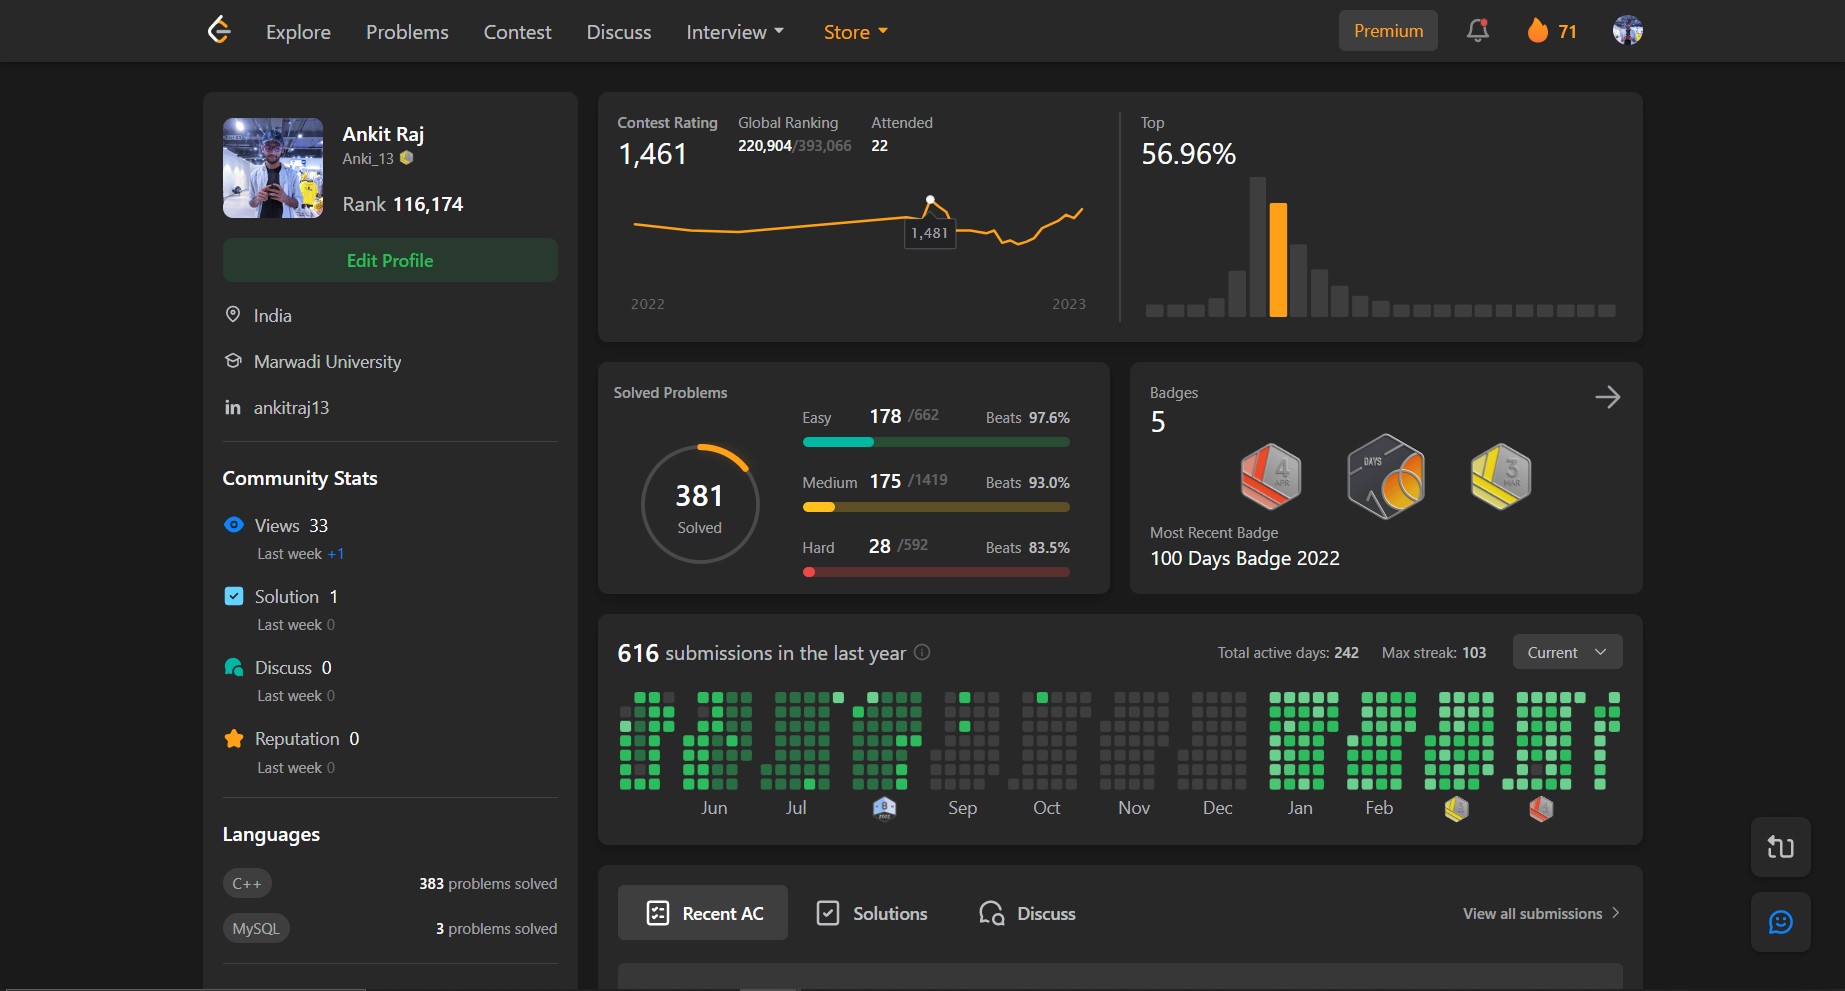 Explore Problems Contest Discuss Interview Store Premium 71
Ankit Raj
Anki_13
Rank 116,174
Edit Profile
India
Marwadi University
in ankitraj13
Community Stats
Views 33
Last week +1
Solution 1
Last week 0
Discuss 0
Last week 0
Reputation 0
Last week 0
Languages
C++ 383 problems solved
MySQL 3 problems solved
Contest Rating Global Ranking Attended
1,461 220,904/393,066 22
1,481
2022 2023
Top
56.96%
Solved Problems
381
Solved
Easy 178 /662 Beats 97.6%
Medium 175 /1419 Beats 93.0%
Hard 28 /592 Beats 83.5%
Badges
5
4
APR
DAYS
3
MAR
Most Recent Badge
100 Days Badge 2022
616 submissions in the last year Total active days: 242 Max streak: 103 Current
Jun Jul Sep Oct Nov Dec Jan Feb
Recent AC Solutions Discuss View all submissions